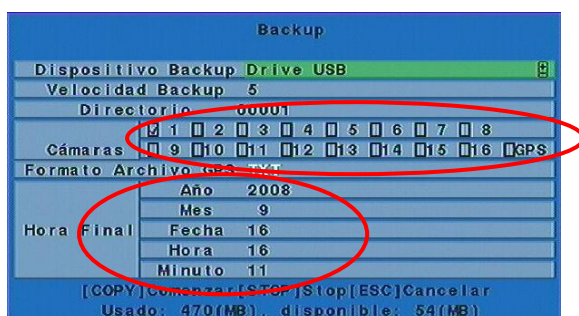 Backup
Dispositivo Backup Drive USB
Velocidad Backup 5
Directorio 00001
1 2 3 4 5 6 7 8
Cámaras 9 10 11 12 13 14 15 16 GPS
Formato Archivo GPS TXT
Año 2008
Mes 9
Hora Final Fecha 16
Hora 16
Minuto 11
[COPY]Comenzar[STOP]Stop[ESC]Cancelar
Usado: 470(MB), disponible: 54(MB)